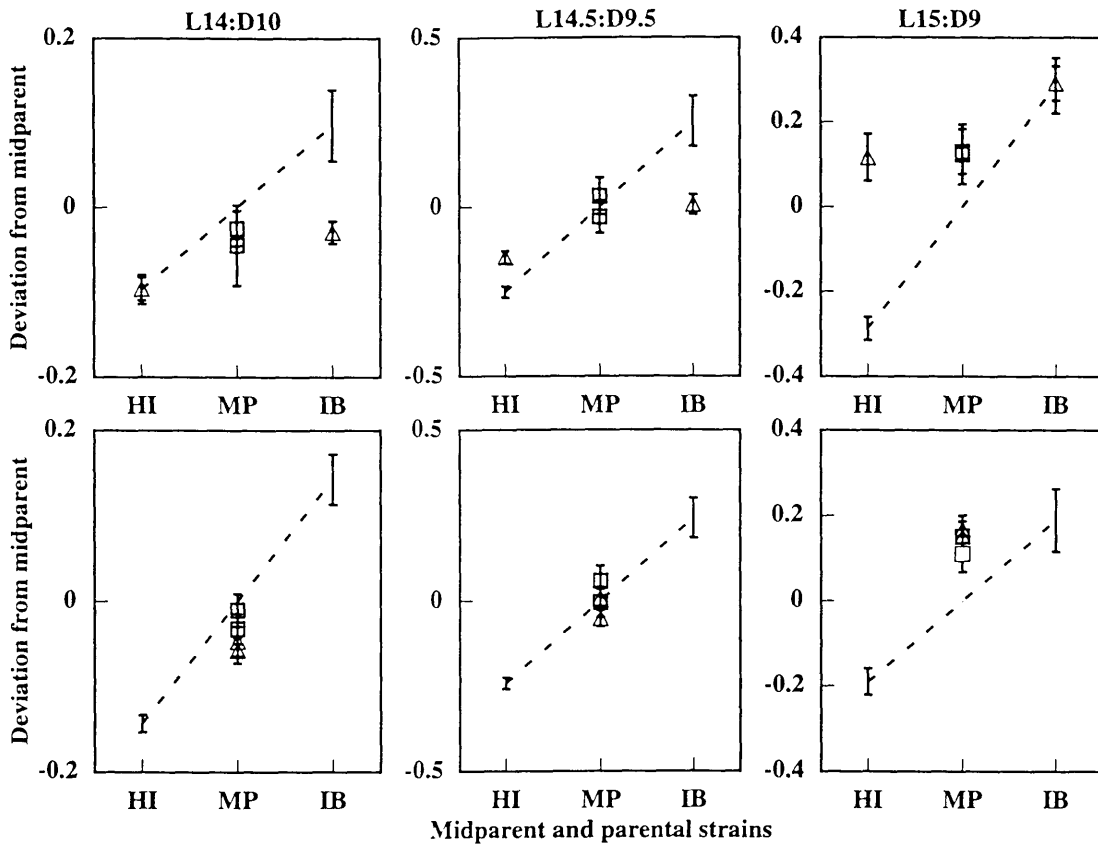 L14:D10 L14.5:D9.5 L15:D9
Deviation from midparent
0.2
0
-0.2
HI MP IB
0.5
0
-0.5
HI MP IB
0.4
0.2
0
-0.2
-0.4
HI MP IB
Deviation from midparent
0.2
0
-0.2
HI MP IB
0.5
0
-0.5
HI MP IB
0.4
0.2
0
-0.2
-0.4
HI MP IB
Midparent and parental strains